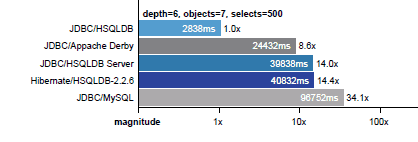 depth=6, objects=7, selects=500
JDBC/HSQLDB 2838ms 1.0x
JDBC/Appache Derby 24432ms 8.6x
JDBC/HSQLDB Server 39838ms 14.0x
Hibernate/HSQLDB-2.2.6 40832ms 14.4x
JDBC/MySQL 96752ms 34.1x
magnitude 1x 10x 100x